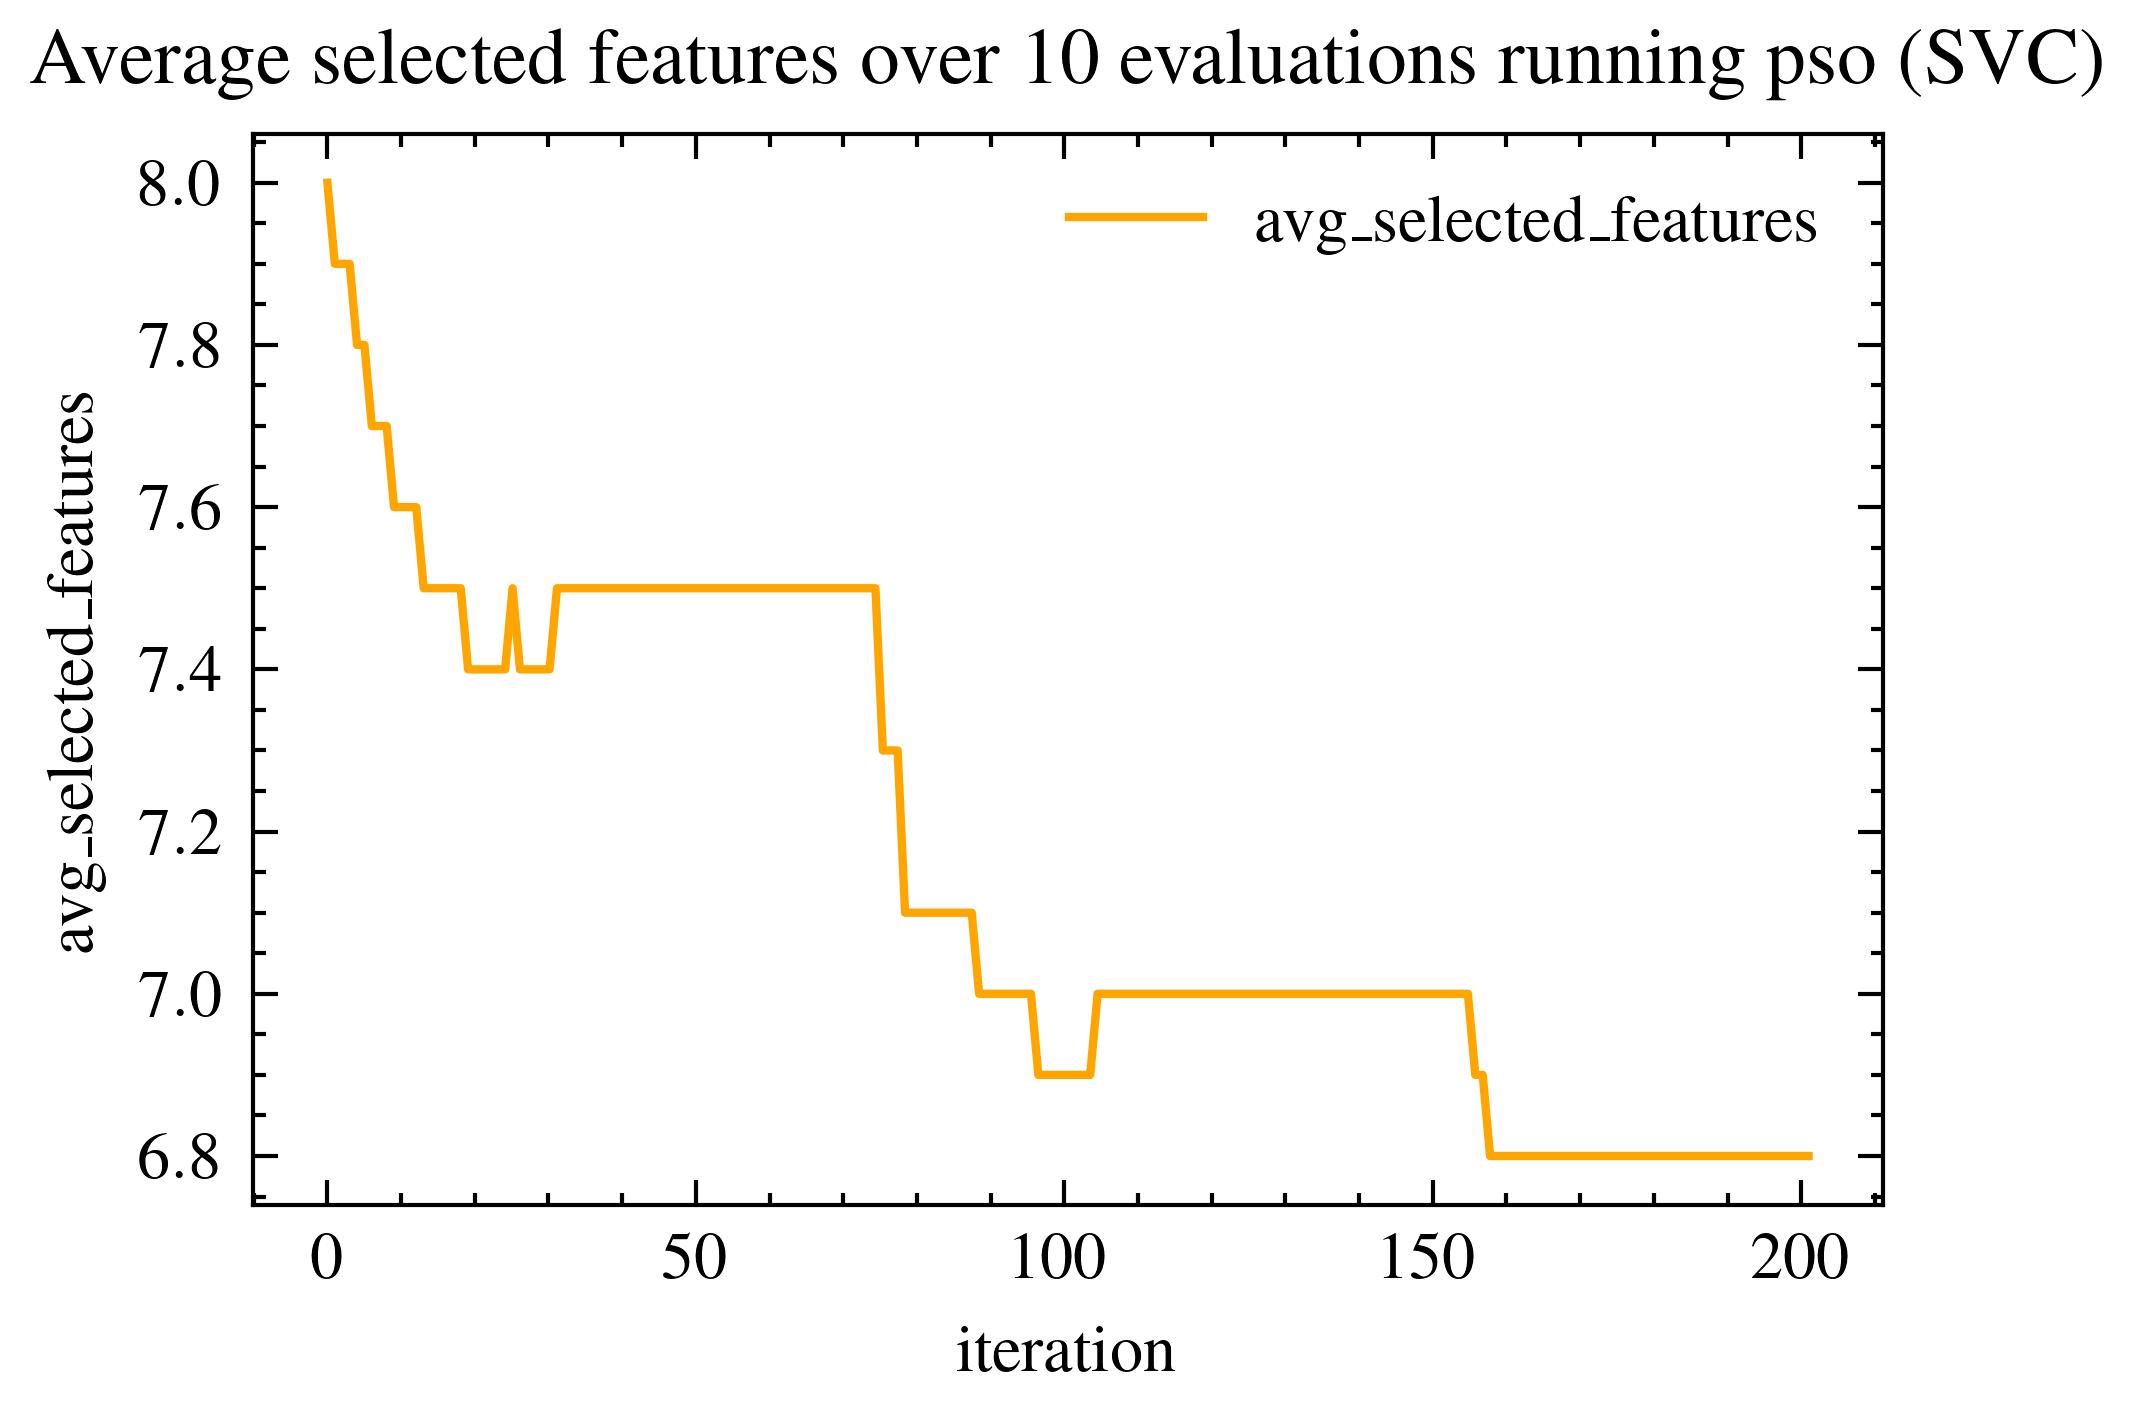 Average selected features over 10 evaluations running pso (SVC)
avg_selected_features
8.0
7.8
7.6
7.4
7.2
7.0
6.8
avg_selected_features
0 50 100 150 200
iteration